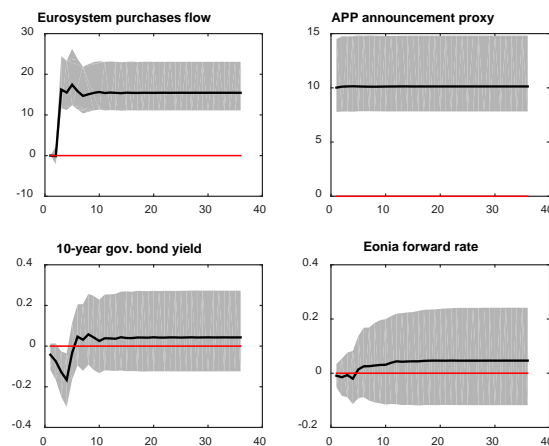 Eurosystem purchases flow
30
20
10
0
-10
0 10 20 30 40
APP announcement proxy
15
10
5
0
0 10 20 30 40
10-year gov. bond yield
0.4
0.2
0
-0.2
-0.4
0 10 20 30 40
Eonia forward rate
0.4
0.2
0
-0.2
0 10 20 30 40